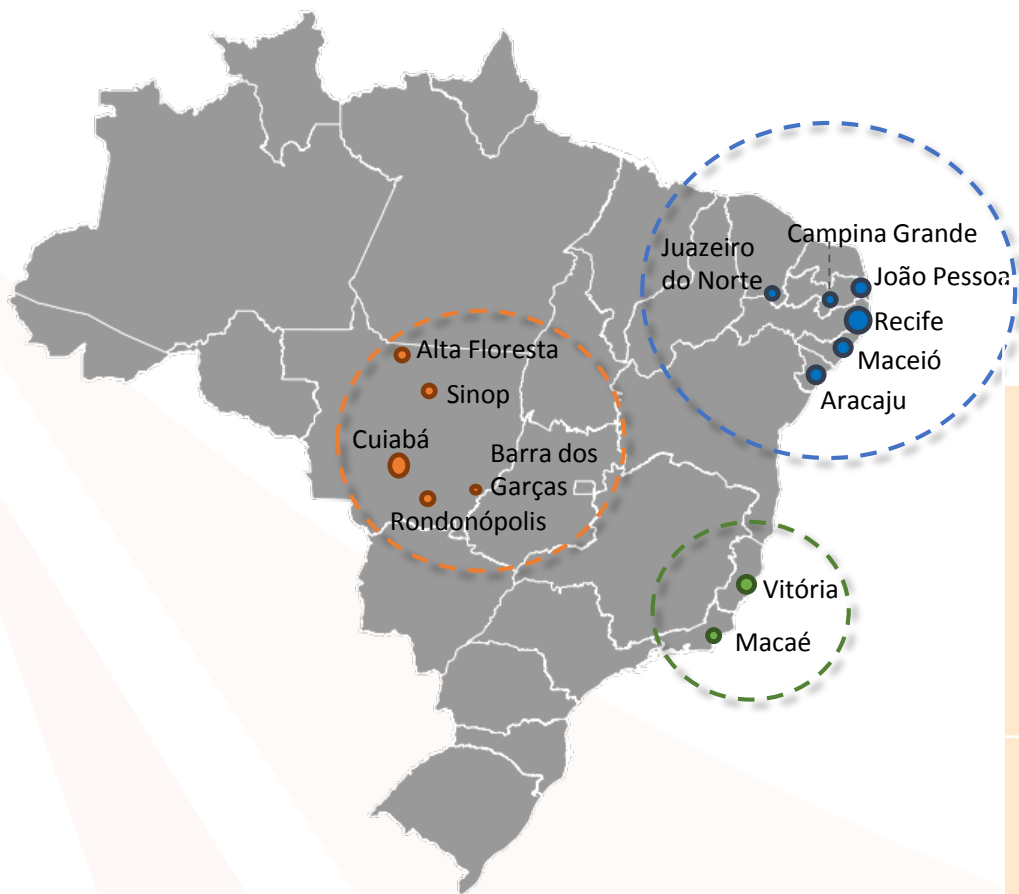 Campina Grande
Juazeiro
do Norte
João Pessoa
Recife
Maceió
Aracaju
Alta Floresta
Sinop
Cuiabá
Barra dos
Garças
Rondonópolis
Vitória
Macaé